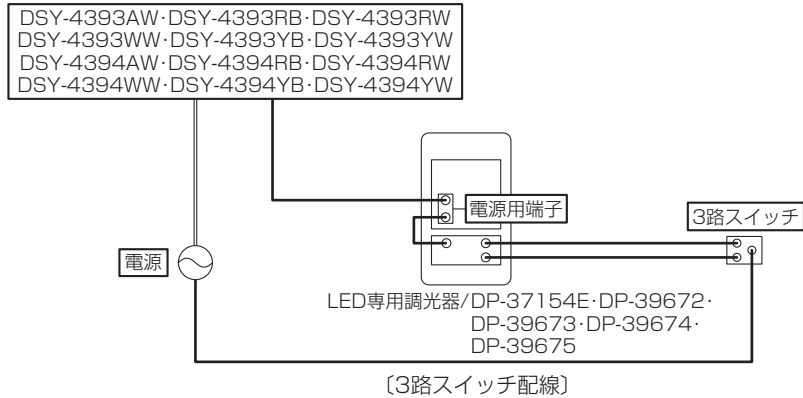 DSY-4393AW·DSY-4393RB·DSY-4393RW
DSY-4393WW·DSY-4393YB·DSY-4393YW
DSY-4394AW·DSY-4394RB·DSY-4394RW
DSY-4394WW·DSY-4394YB·DSY-4394YW
電源用端子
3路スイッチ
電源
LED専用調光器/DP-37154E·DP-39672·
DP-39673·DP-39674·
DP-39675
〔3路スイッチ配線〕